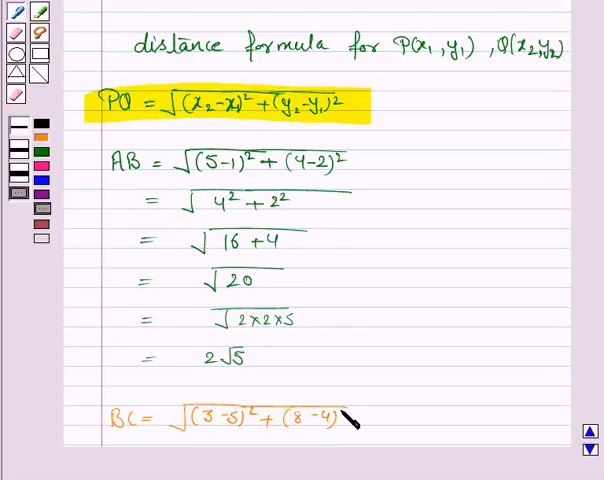 distance formula for P(x₁, y₁), Q(x₂, y₂)
PQ = √(x₂-x₁)² + (y₂-y₁)²
AB = √(5-1)² + (4-2)²
= √4² + 2²
= √16 + 4
= √20
= √2×2×5
= 2√5
BC = √(3-5)² + (8-4)